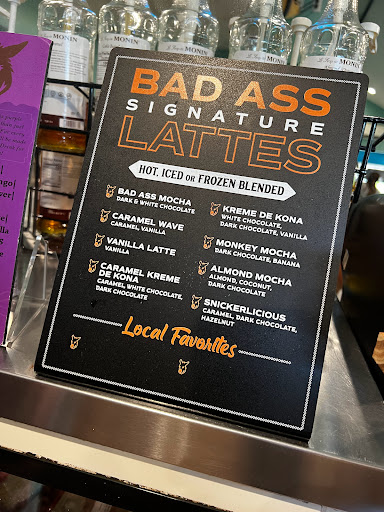 MONIN
MONIN
MONIN
BAD ASS
SIGNATURE
LATTES
HOT, ICED OR FROZEN BLENDED
BAD ASS MOCHA
DARK & WHITE CHOCOLATE
CARAMEL WAVE
CARAMEL, VANILLA
VANILLA LATTE
VANILLA
CARAMEL KREME
DE KONA
CARAMEL, WHITE CHOCOLATE,
DARK CHOCOLATE
KREME DE KONA
WHITE CHOCOLATE,
DARK CHOCOLATE, VANILLA
MONKEY MOCHA
DARK CHOCOLATE, BANANA
ALMOND MOCHA
ALMOND, COCONUT,
DARK CHOCOLATE
SNICKERLICIOUS
CARAMEL, DARK CHOCOLATE,
HAZELNUT
Local Favorites